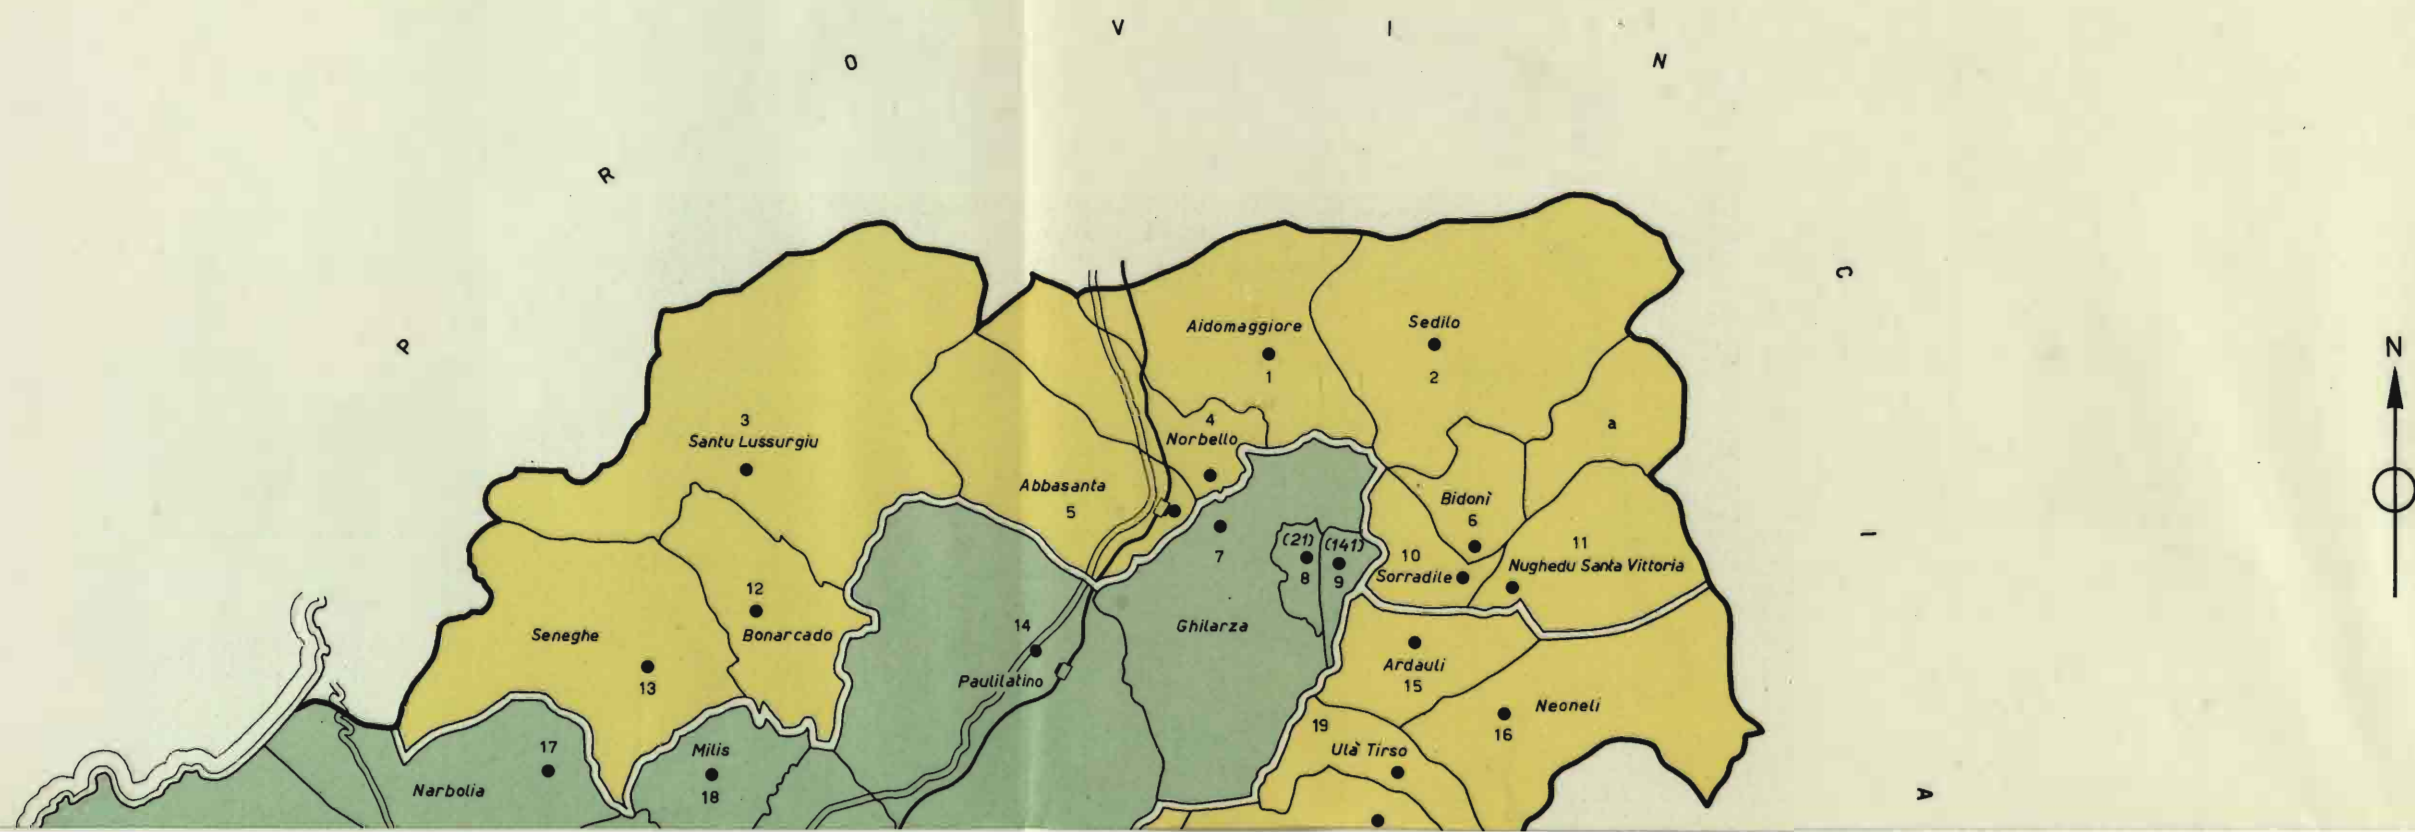 P R O V I N C I A
N
Aidomaggiore
1
Sedilo
2
3
Santu Lussurgiu
4
Norbello
a
Abbasanta
5
Bidonì
6
7
(21)
8
(141)
9
10
Sorradile
11
Nughedu Santa Vittoria
12
Bonarcado
Seneghe
13
14
Paulilatino
Ghilarza
Ardauli
15
Neoneli
16
17
Narbolia
Milis
18
19
Ulà Tirso